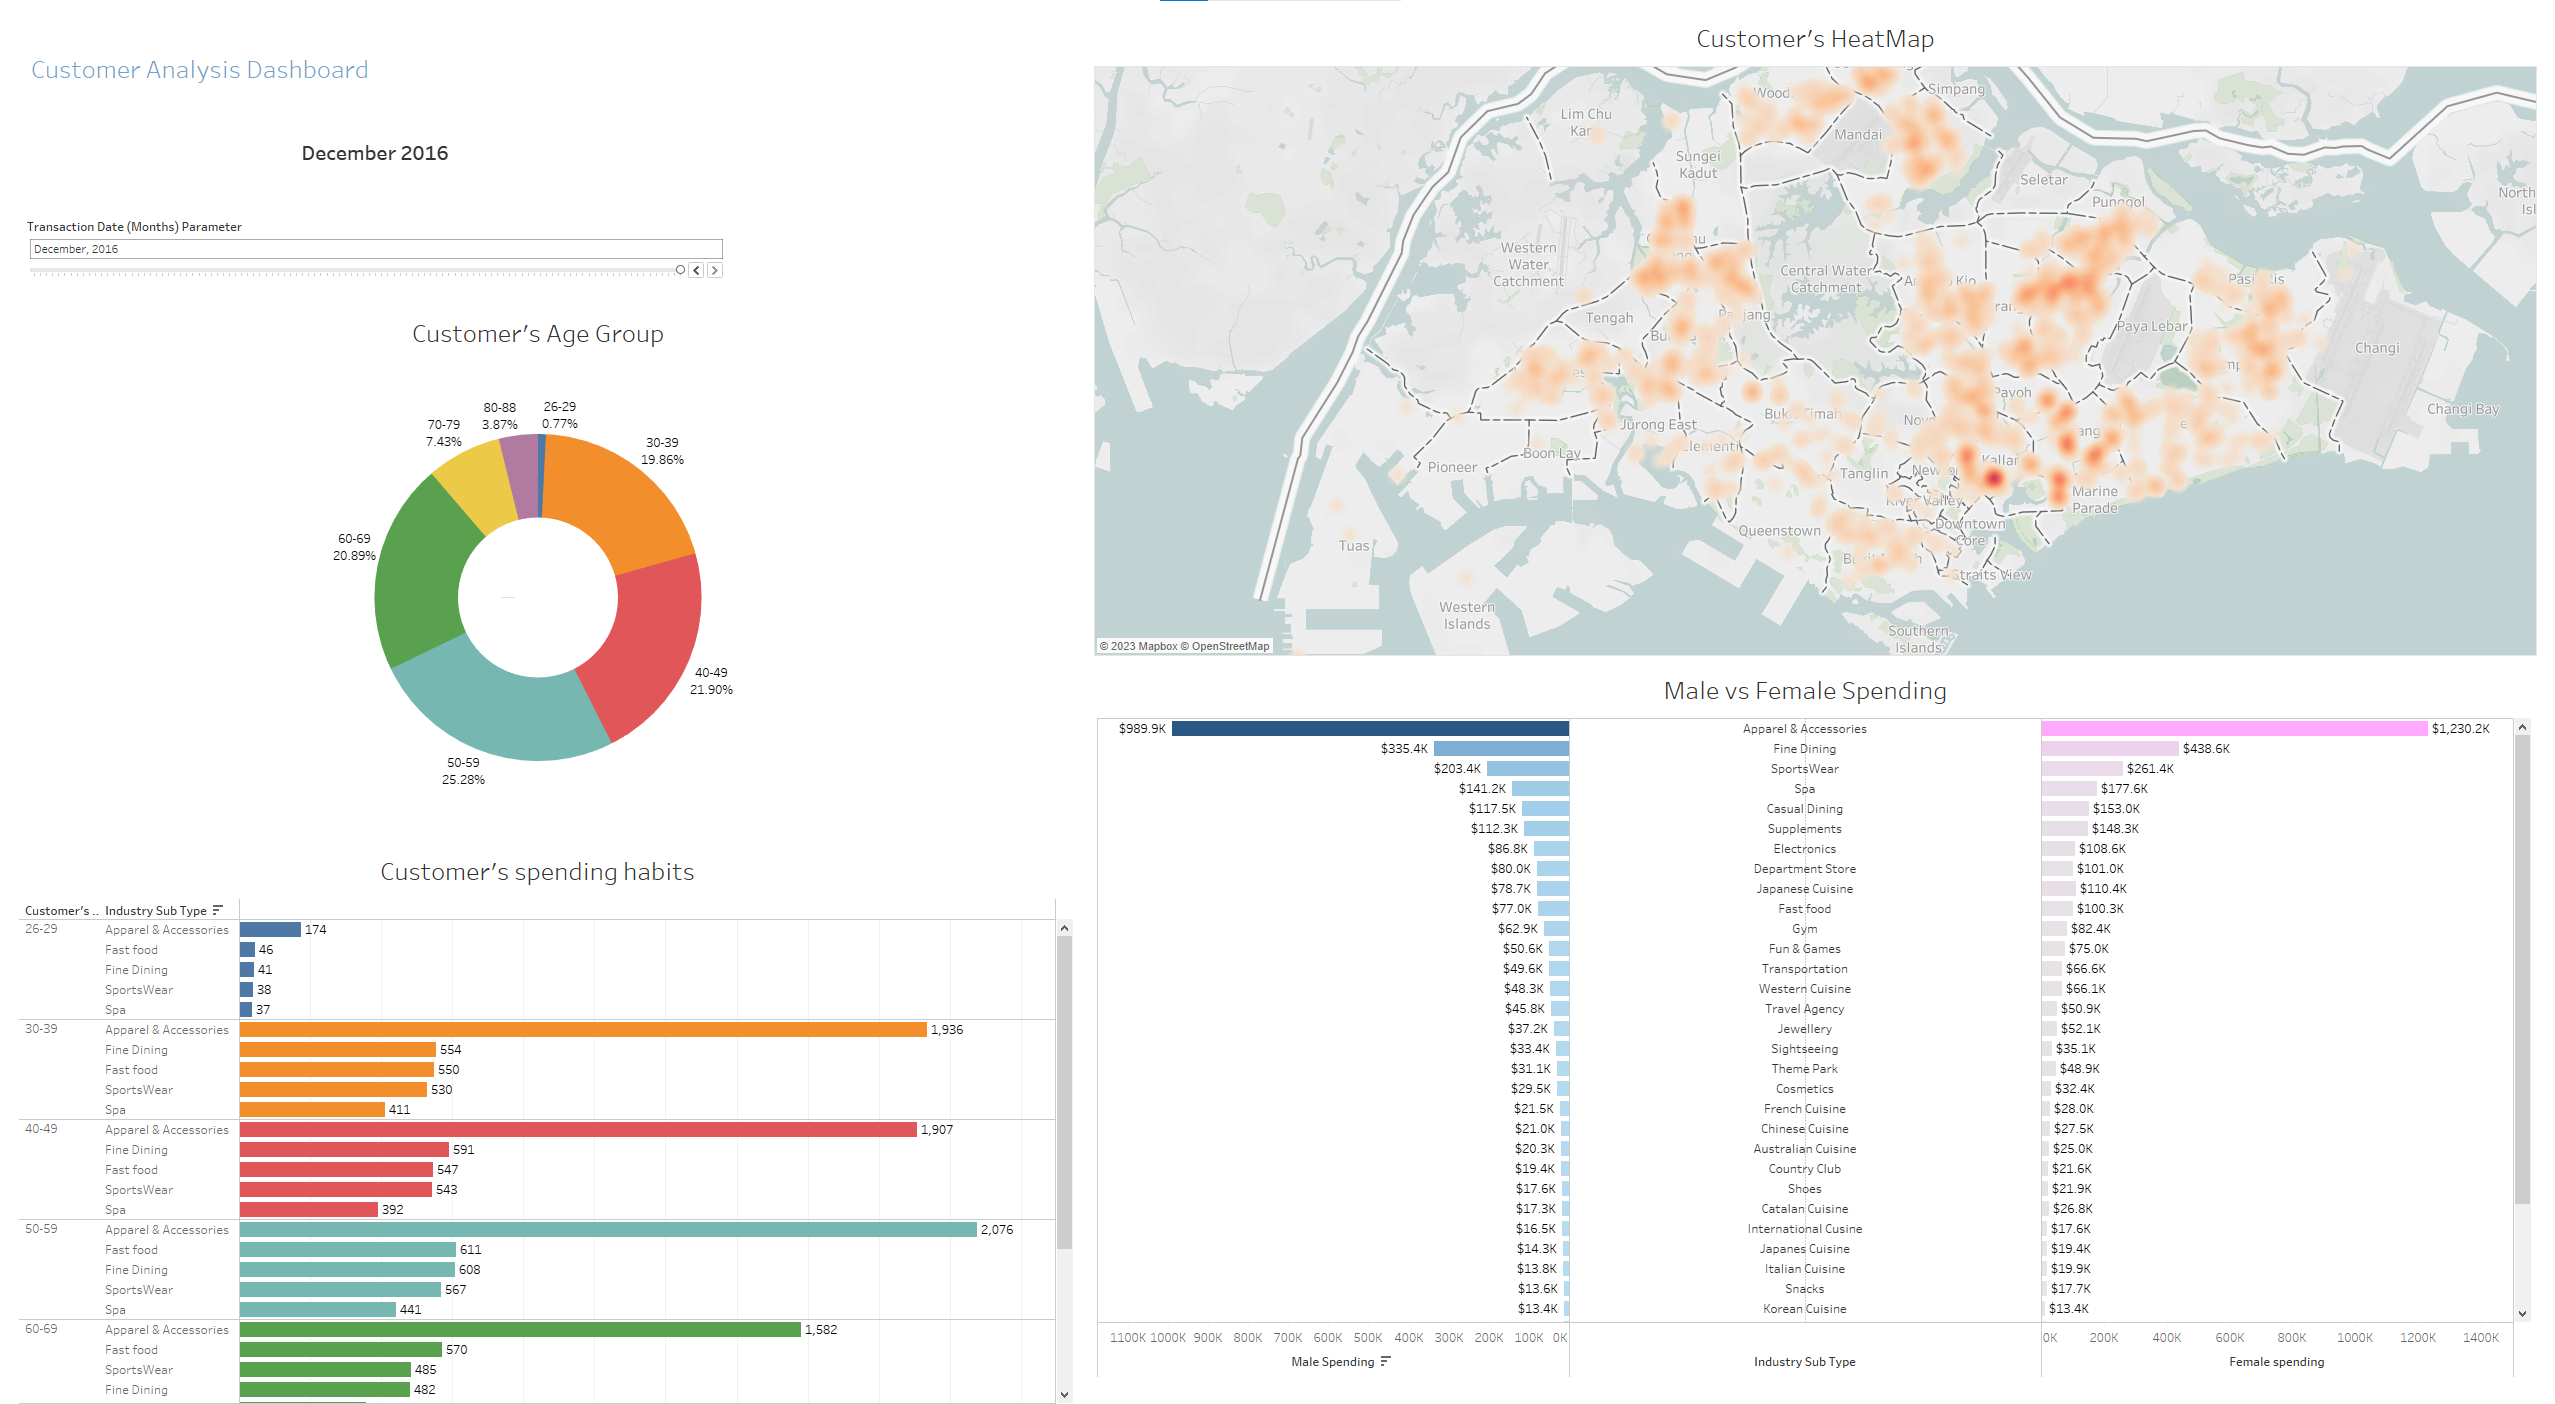 Customer Analysis Dashboard
December 2016
Transaction Date (Months) Parameter
December, 2016
Customer's Age Group
80-88
3.87%
26-29
0.77%
70-79
7.43%
30-39
19.86%
60-69
20.89%
40-49
21.90%
50-59
25.28%
Customer's spending habits
Customer's .. Industry Sub Type
26-29 Apparel & Accessories 174
Fast food 46
Fine Dining 41
SportsWear 38
Spa 37
30-39 Apparel & Accessories 1,936
Fine Dining 554
Fast food 550
SportsWear 530
Spa 411
40-49 Apparel & Accessories 1,907
Fine Dining 591
Fast food 547
SportsWear 543
Spa 392
50-59 Apparel & Accessories 2,076
Fast food 611
Fine Dining 608
SportsWear 567
Spa 441
60-69 Apparel & Accessories 1,582
Fast food 570
SportsWear 485
Fine Dining 482
Customer's HeatMap
Simpang
Lim Chu
Mandai
Sungei
Kadut
Seletar
North
Punggol
Western
Water
Catchment
Central Water
Catchment
Tengah
Paya Lebar
Changi
Changi Bay
Jurong East
Boon Lay
Pioneer
Tanglin
River Valley
Marine
Parade
Queenstown
Downtown
Core
Tuas
Straits View
Western
Islands
Southern
Islands
© 2023 Mapbox © OpenStreetMap
Male vs Female Spending
$989.9K Apparel & Accessories $1,230.2K
$335.4K Fine Dining $438.6K
$203.4K SportsWear $261.4K
$141.2K Spa $177.6K
$117.5K Casual Dining $153.0K
$112.3K Supplements $148.3K
$86.8K Electronics $108.6K
$80.0K Department Store $101.0K
$78.7K Japanese Cuisine $110.4K
$77.0K Fast food $100.3K
$62.9K Gym $82.4K
$50.6K Fun & Games $75.0K
$49.6K Transportation $66.6K
$48.3K Western Cuisine $66.1K
$45.8K Travel Agency $50.9K
$37.2K Jewellery $52.1K
$33.4K Sightseeing $35.1K
$31.1K Theme Park $48.9K
$29.5K Cosmetics $32.4K
$21.5K French Cuisine $28.0K
$21.0K Chinese Cuisine $27.5K
$20.3K Australian Cuisine $25.0K
$19.4K Country Club $21.6K
$17.6K Shoes $21.9K
$17.3K Catalan Cuisine $26.8K
$16.5K International Cusine $17.6K
$14.3K Japanes Cuisine $19.4K
$13.8K Italian Cuisine $19.9K
$13.6K Snacks $17.7K
$13.4K Korean Cuisine $13.4K
1100K 1000K 900K 800K 700K 600K 500K 400K 300K 200K 100K 0K 0K 200K 400K 600K 800K 1000K 1200K 1400K
Male Spending Industry Sub Type Female spending